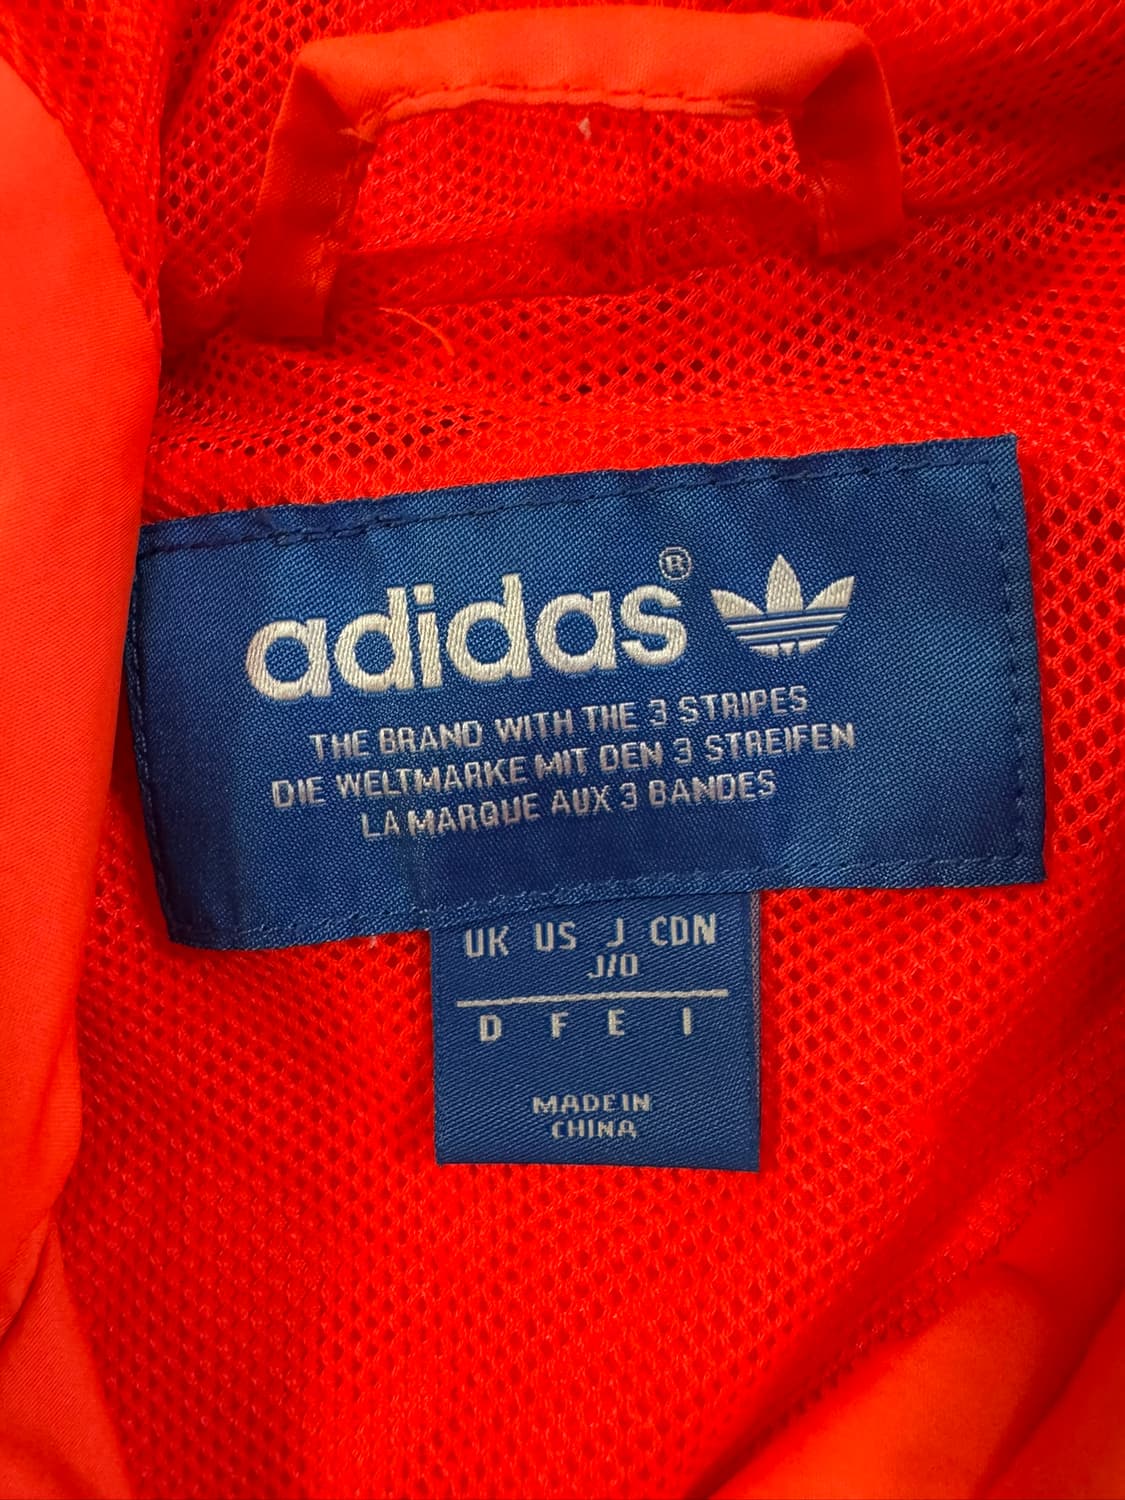 adidas®
THE BRAND WITH THE 3 STRIPES
DIE WELTMARKE MIT DEN 3 STREIFEN
LA MARQUE AUX 3 BANDES
UK US J CDN
J/O
D F E I
MADE IN
CHINA